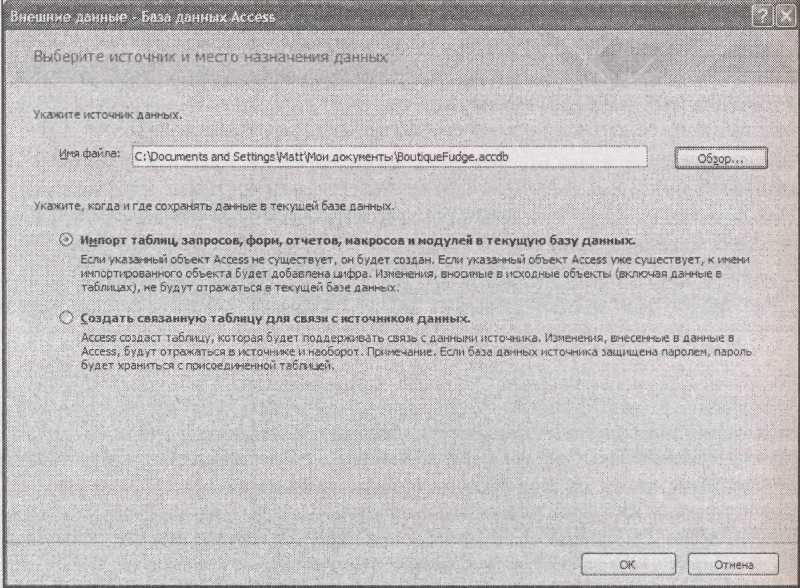 Внешние данные - База данных Access
Выберите источник и место назначения данных
Укажите источник данных.
Имя файла: C:\Documents and Settings\Matt\Мои документы\BoutiqueFudge.accdb Обзор...
Укажите, когда и где сохранять данные в текущей базе данных.
Импорт таблиц, запросов, форм, отчетов, макросов и модулей в текущую базу данных.
Если указанный объект Access не существует, он будет создан. Если указанный объект Access уже существует, к имени
импортированного объекта будет добавлена цифра. Изменения, вносимые в исходные объекты (включая данные в
таблицах), не будут отражаться в текущей базе данных.
Создать связанную таблицу для связи с источником данных.
Access создаст таблицу, которая будет поддерживать связь с данными источника. Изменения, внесенные в данные в
Access, будут отражаться в источнике и наоборот. Примечание. Если база данных источника защищена паролем, пароль
будет храниться с присоединенной таблицей.
ОК Отмена